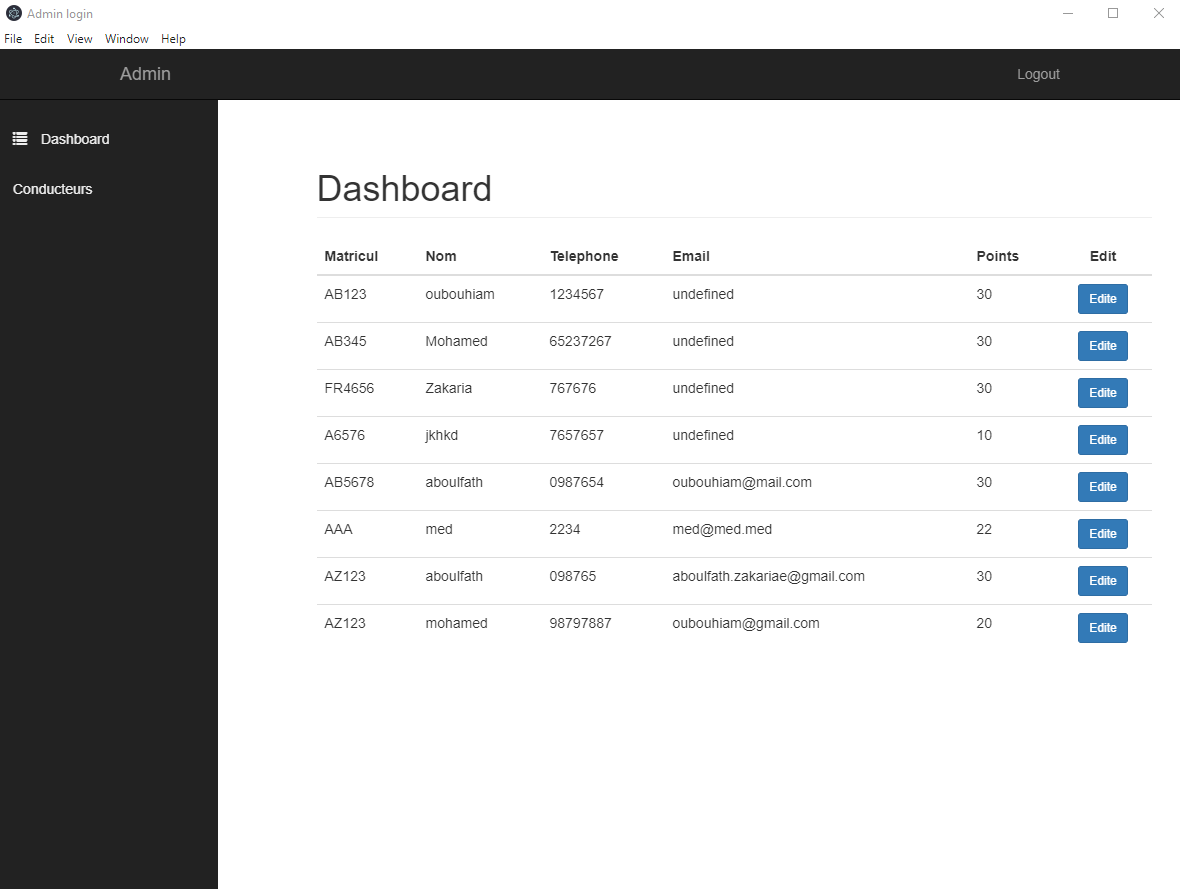 Admin login
File Edit View Window Help
Admin Logout
Dashboard
Conducteurs
Dashboard
Matricul Nom Telephone Email Points Edit
AB123 oubouhiam 1234567 undefined 30 Edite
AB345 Mohamed 65237267 undefined 30 Edite
FR4656 Zakaria 767676 undefined 30 Edite
A6576 jkhkd 7657657 undefined 10 Edite
AB5678 aboulfath 0987654 oubouhiam@mail.com 30 Edite
AAA med 2234 med@med.med 22 Edite
AZ123 aboulfath 098765 aboulfath.zakariae@gmail.com 30 Edite
AZ123 mohamed 98797887 oubouhiam@gmail.com 20 Edite